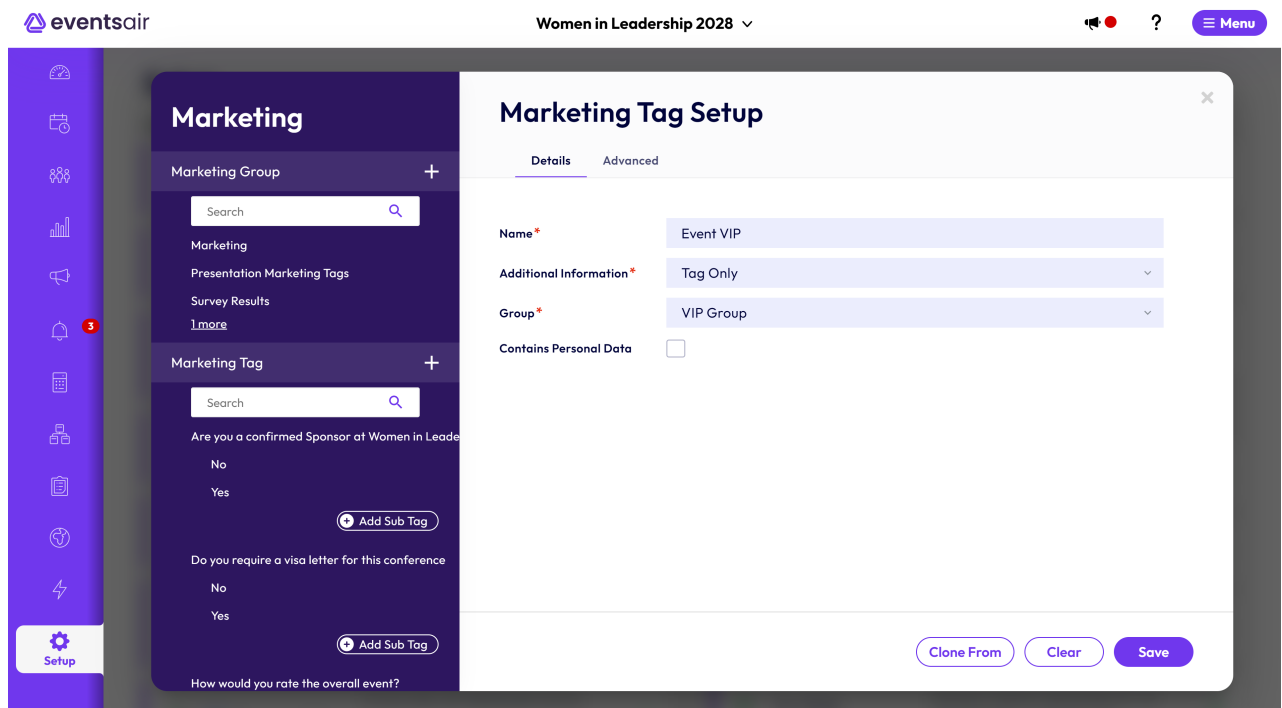 eventsair
Women in Leadership 2028
?
Menu
Marketing
Marketing Group
+
Search
Marketing
Presentation Marketing Tags
Survey Results
1 more
Marketing Tag
+
Search
Are you a confirmed Sponsor at Women in Leade
No
Yes
Add Sub Tag
Do you require a visa letter for this conference
No
Yes
Add Sub Tag
How would you rate the overall event?
3
Setup
Marketing Tag Setup
Details Advanced
Name* Event VIP
Additional Information* Tag Only
Group* VIP Group
Contains Personal Data
Clone From Clear Save